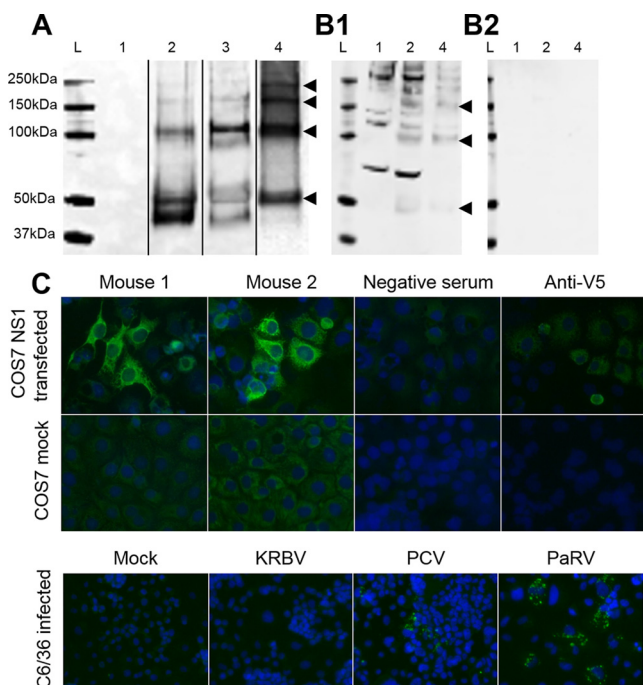 A B1 B2
L 1 2 3 4 L 1 2 4 L 1 2 4
250kDa
150kDa
100kDa
50kDa
37kDa
C
Mouse 1 Mouse 2 Negative serum Anti-V5
COS7 NS1 transfected
COS7 mock
Mock KRBV PCV PaRV
C6/36 infected